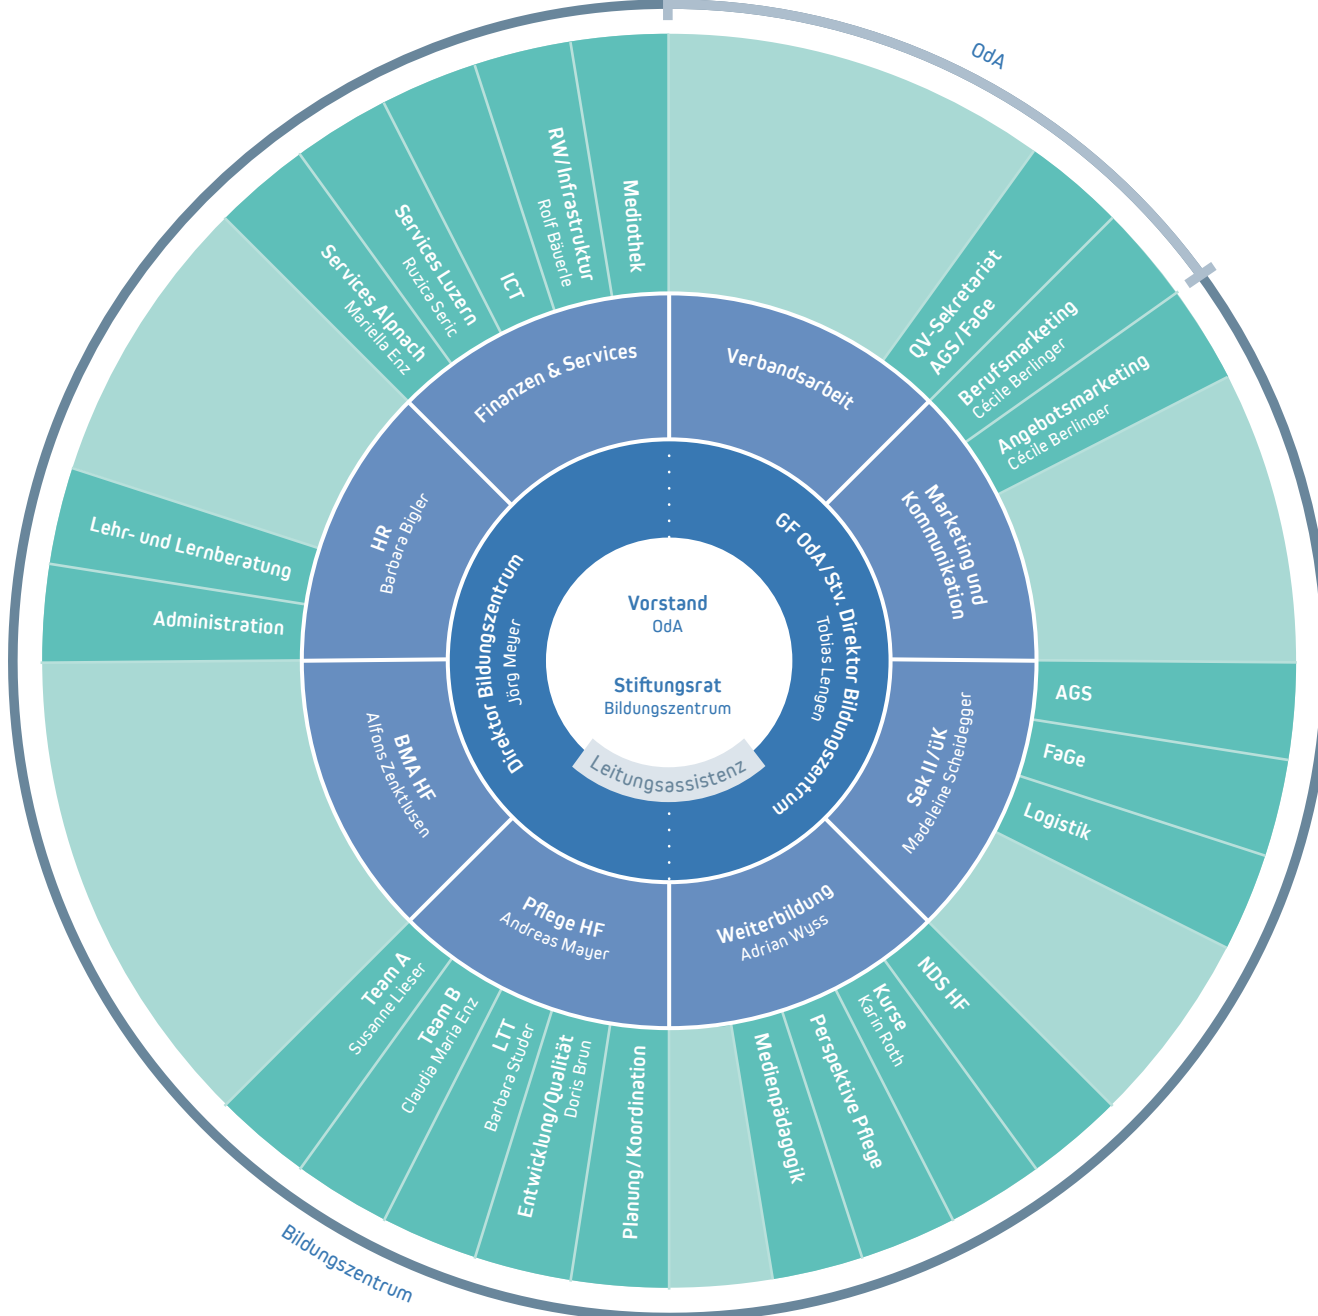 OdA
Bildungszentrum
Vorstand
OdA
Stiftungsrat
Bildungszentrum
Leitungsassistenz
Direktor Bildungszentrum
Jörg Meyer
GF OdA / Stv. Direktor Bildungszentrum
Tobias Lengen
Finanzen & Services
Verbandsarbeit
Marketing und
Kommunikation
Sek II / üK
Madeleine Scheidegger
Weiterbildung
Adrian Wyss
Pflege HF
Andreas Mayer
BMA HF
Alfons Zenklusen
HR
Barbara Bigler
Services Alpnach
Mariella Enz
Services Luzern
Ruzica Seric
ICT
RW/Infrastruktur
Rolf Bäuerle
Mediothek
QV-Sekretariat
AGS / FaGe
Berufsmarketing
Cécile Berlinger
Angebotsmarketing
Cécile Berlinger
AGS
FaGe
Logistik
NDS HF
Kurse
Karin Roth
Perspektive Pflege
Medienpädagogik
Planung / Koordination
Entwicklung/Qualität
Doris Brun
LTT
Barbara Studer
Team B
Claudia Maria Enz
Team A
Susanne Lieser
Administration
Lehr- und Lernberatung